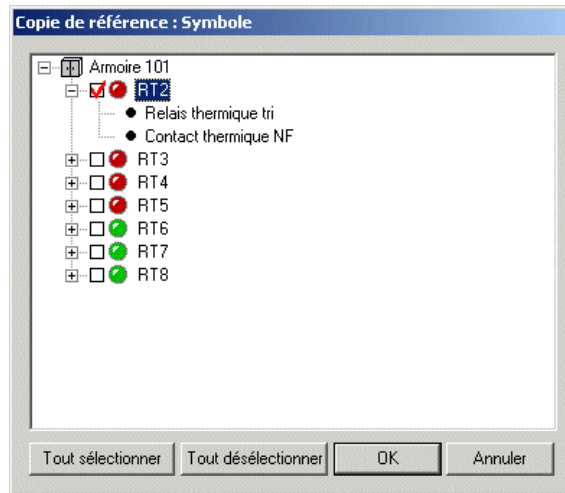 Copie de référence : Symbole
Armoire 101
RT2
Relais thermique tri
Contact thermique NF
RT3
RT4
RT5
RT6
RT7
RT8
Tout sélectionner Tout désélectionner OK Annuler